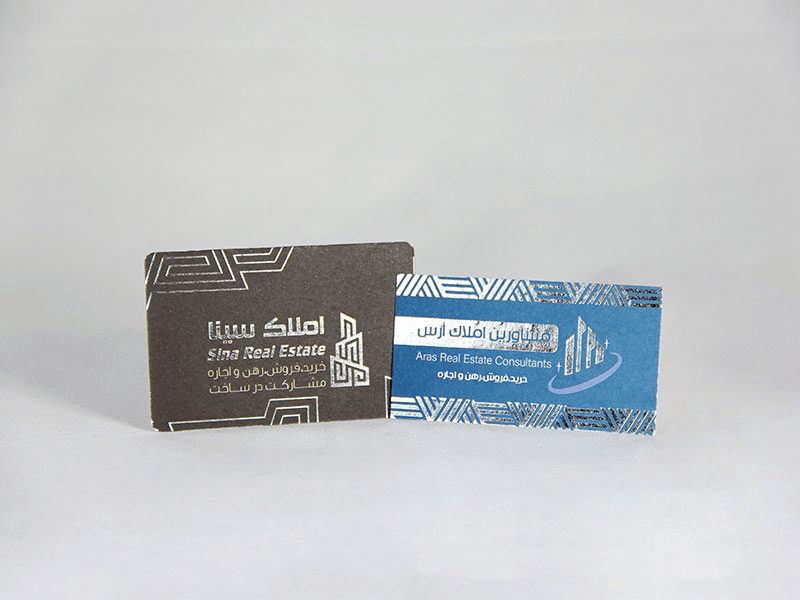 املاک سینا
Sina Real Estate
خرید،فروش،رهن و اجاره
مشارکت در ساخت
مشاورین املاک ارس
Aras Real Estate Consultants
خرید،فروش،رهن و اجاره